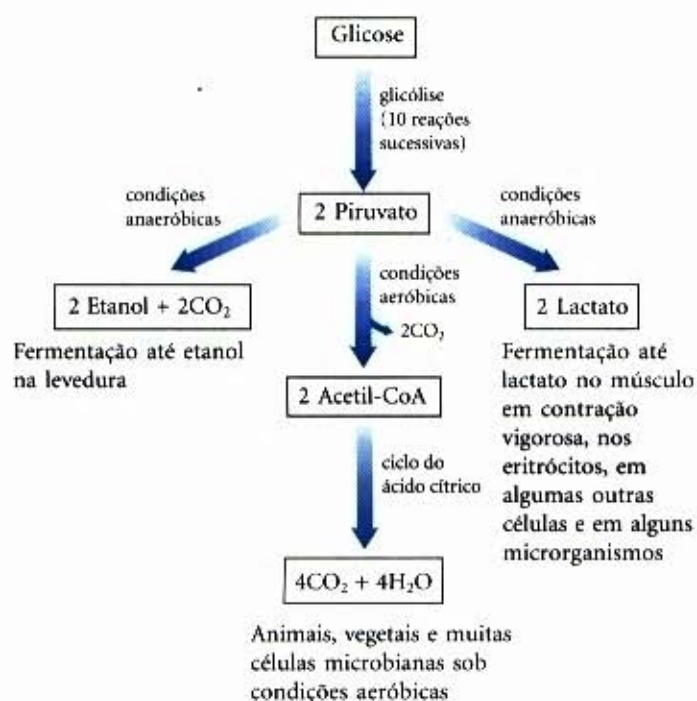 Glicose
glicólise
(10 reações
sucessivas)
condições
anaeróbicas
2 Piruvato
condições
anaeróbicas
2 Etanol + 2CO₂
condições
aeróbicas
2CO₂
2 Lactato
Fermentação até etanol
na levedura
Fermentação até
lactato no músculo
em contração
vigorosa, nos
eritrócitos, em
algumas outras
células e em alguns
microrganismos
2 Acetil-CoA
ciclo do
ácido cítrico
4CO₂ + 4H₂O
Animais, vegetais e muitas
células microbianas sob
condições aeróbicas